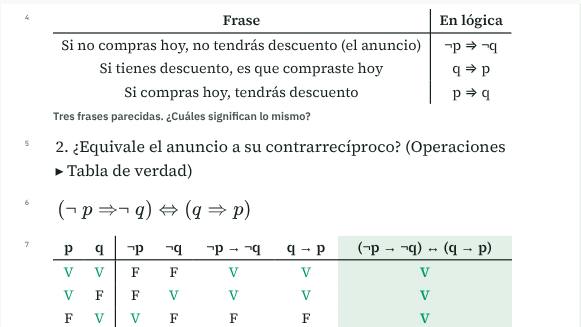 4
Frase En lógica
Si no compras hoy, no tendrás descuento (el anuncio) ¬p ⇒ ¬q
Si tienes descuento, es que compraste hoy q ⇒ p
Si compras hoy, tendrás descuento p ⇒ q
Tres frases parecidas. ¿Cuáles significan lo mismo?
5
2. ¿Equivale el anuncio a su contrarrecíproco? (Operaciones
▸ Tabla de verdad)
6
(¬ p ⇒¬ q) ⇔ (q ⇒ p)
7
p q ¬p ¬q ¬p → ¬q q → p (¬p → ¬q) ↔ (q → p)
V V F F V V V
V F F V V V V
F V V F F F V